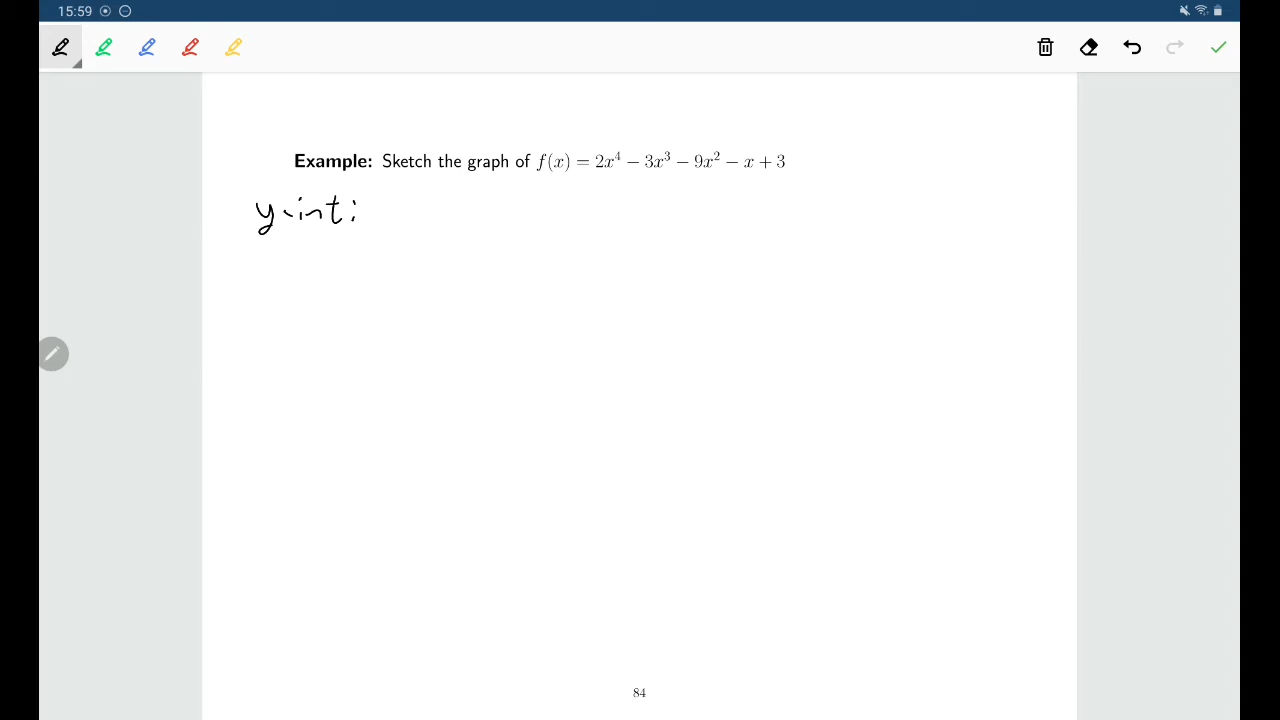 15:59
Example: Sketch the graph of f(x) = 2x⁴ − 3x³ − 9x² − x + 3
y-int:
84